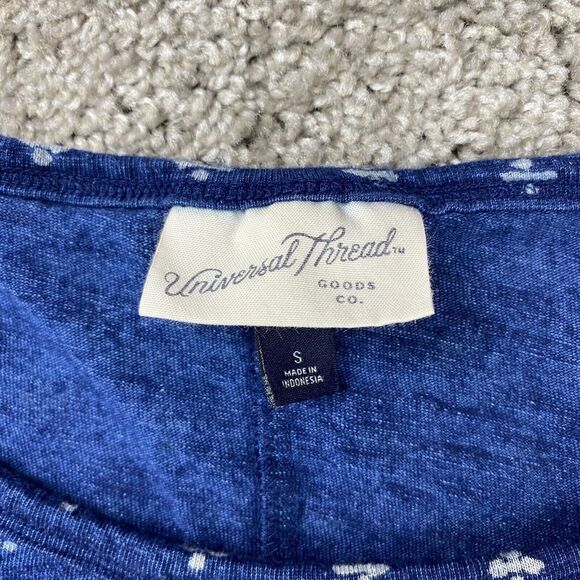 Universal Thread™
GOODS
CO.
S
MADE IN
INDONESIA